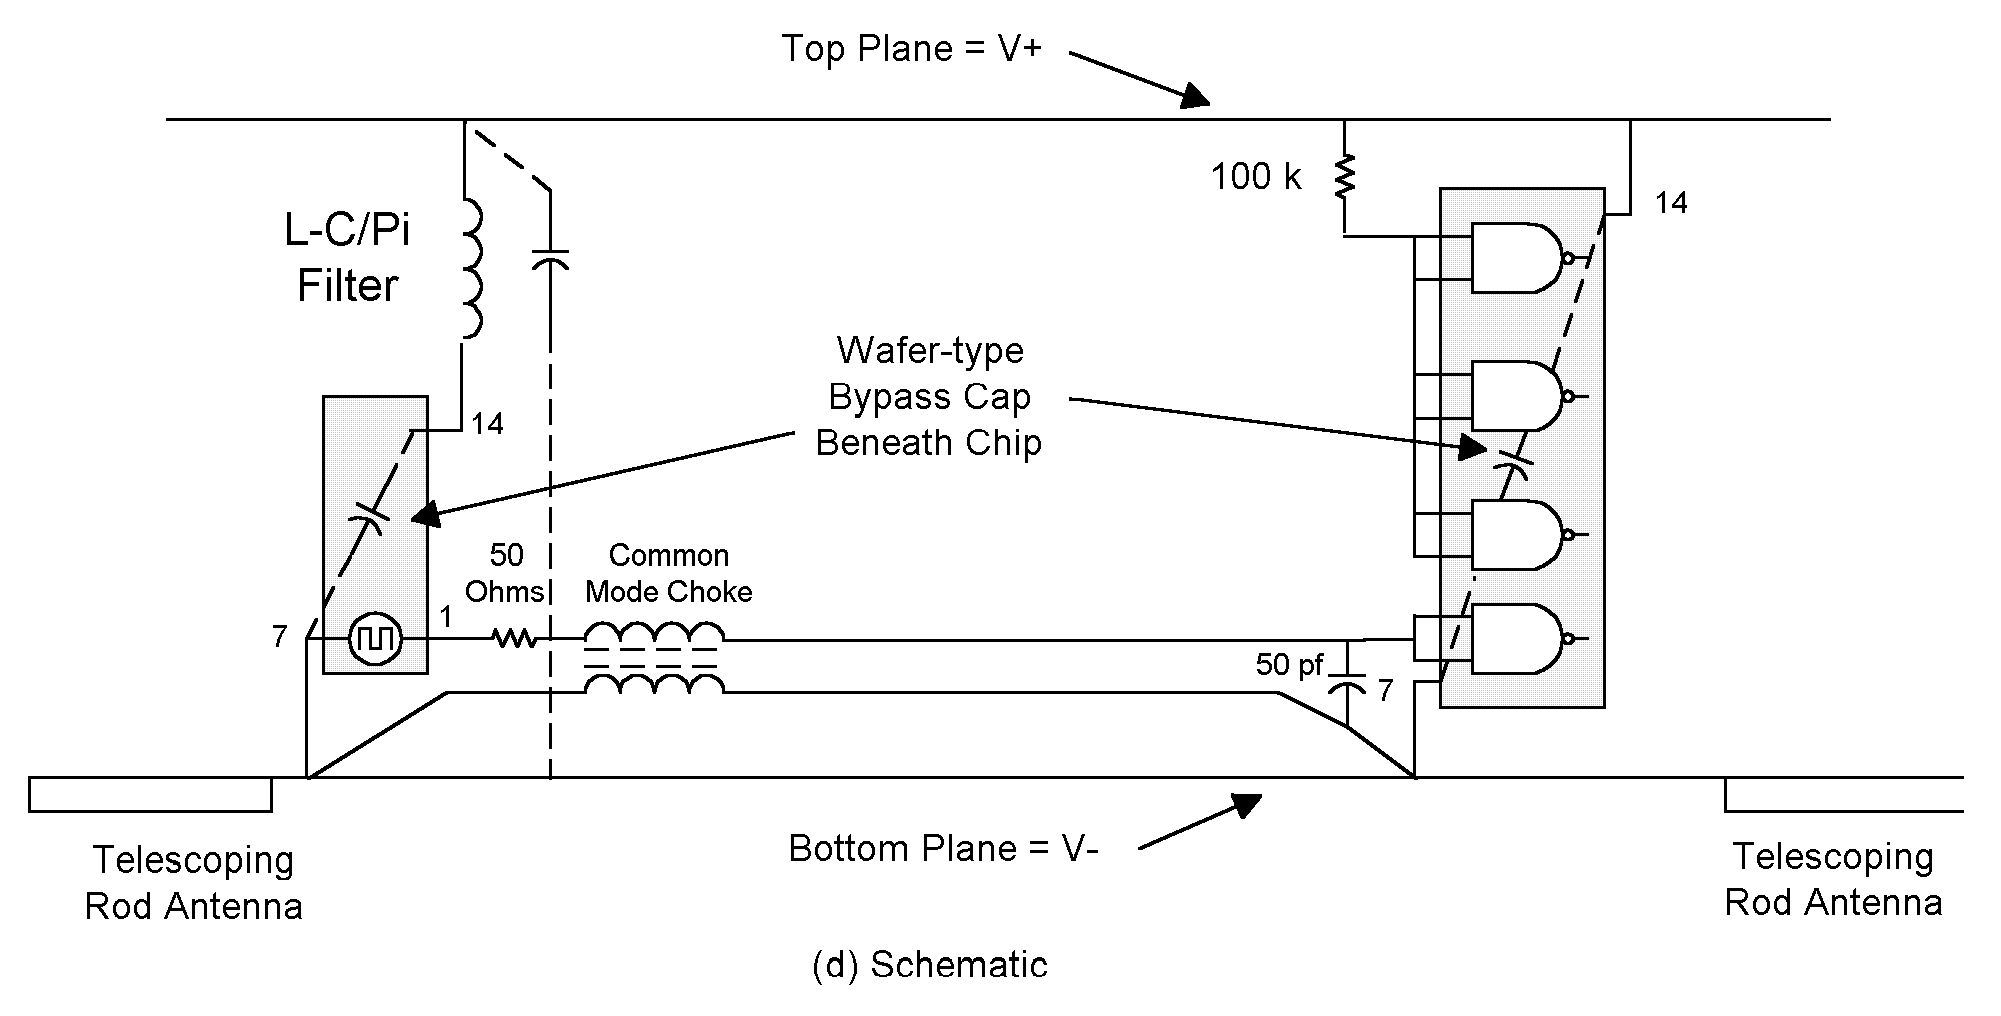 Top Plane = V+
100 k
14
L-C/Pi
Filter
Wafer-type
Bypass Cap
Beneath Chip
14
50
Ohms
Common
Mode Choke
1
7
50 pf
7
Bottom Plane = V-
Telescoping
Rod Antenna
Telescoping
Rod Antenna
(d) Schematic